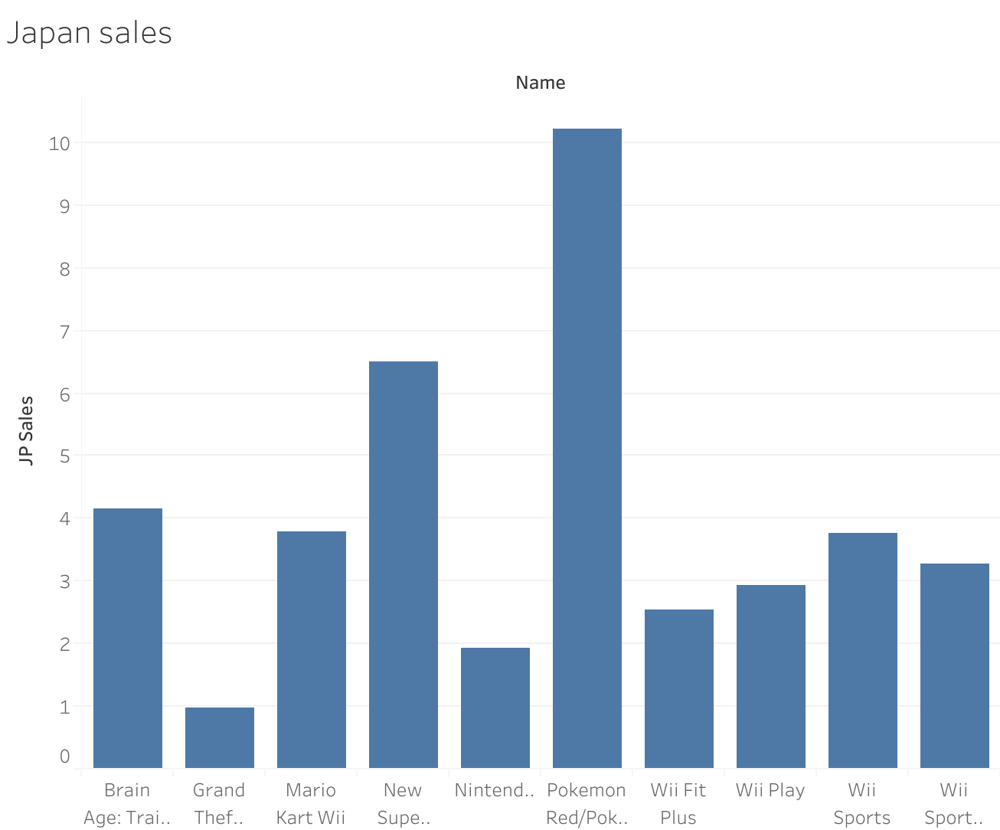 Japan sales
Name
10
9
8
7
6
5
4
3
2
1
0
JP Sales
Brain
Age: Trai..
Grand
Thef..
Mario
Kart Wii
New
Supe..
Nintend..
Pokemon
Red/Pok..
Wii Fit
Plus
Wii Play
Wii
Sports
Wii
Sport..